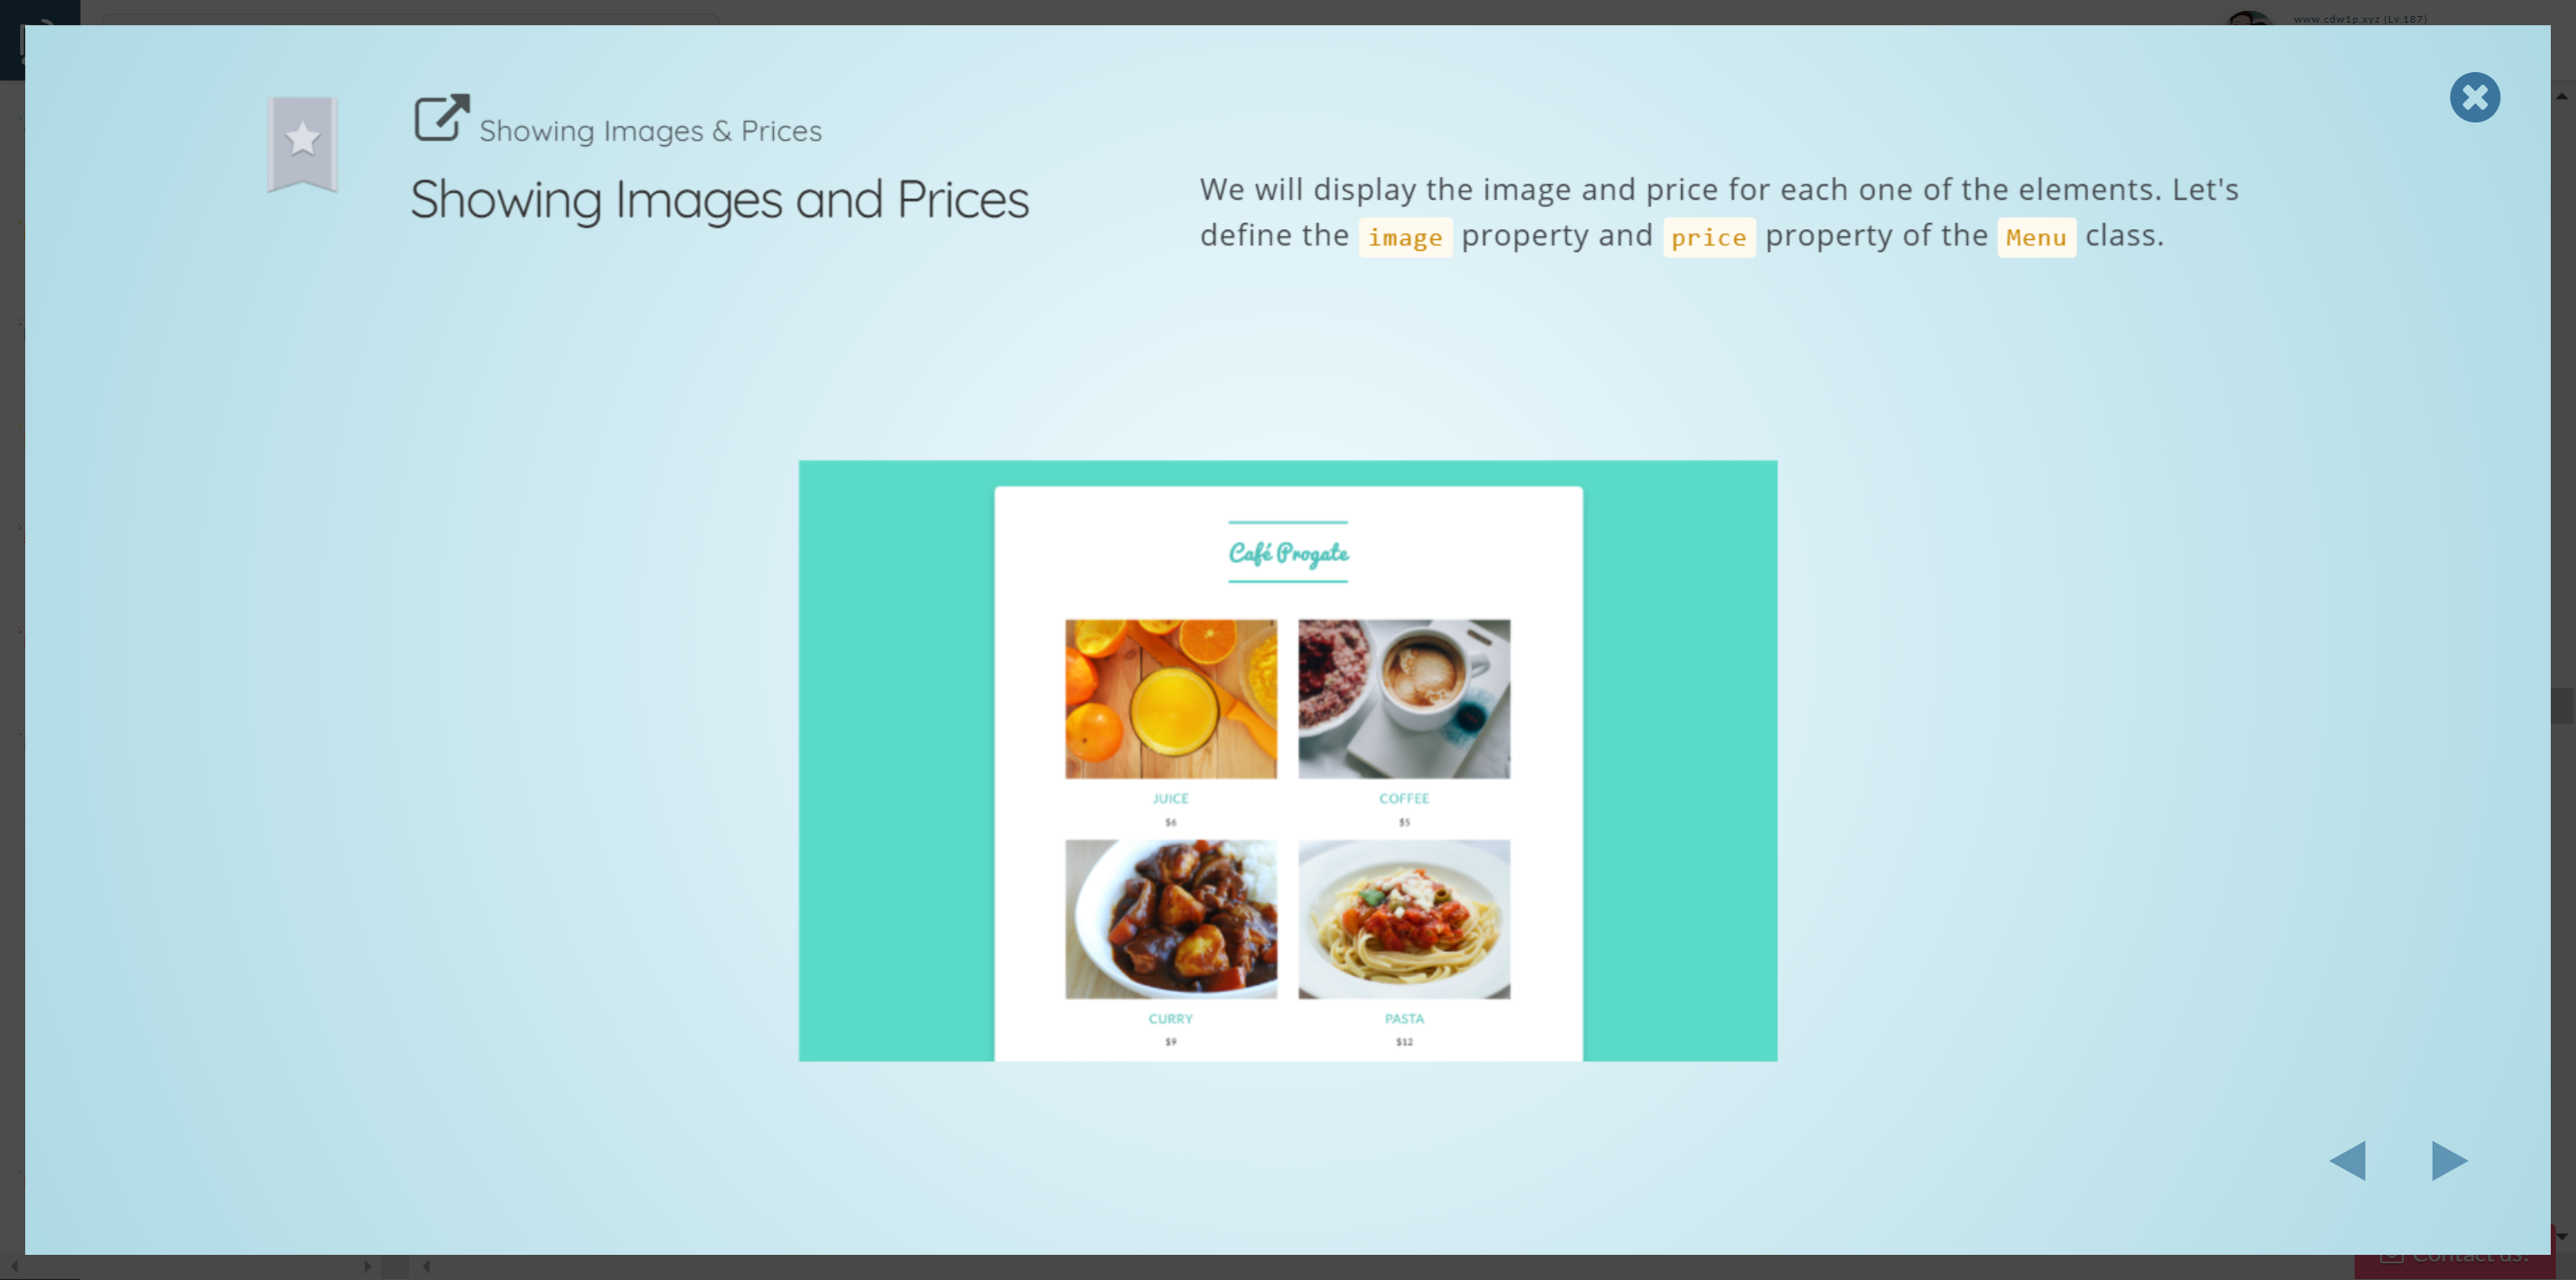 www.cdw1p.xyz (Lv.187)
Showing Images & Prices
Showing Images and Prices
We will display the image and price for each one of the elements. Let's
define the image property and price property of the Menu class.
Café Progate
JUICE
$6
COFFEE
$5
CURRY
$9
PASTA
$12
Contact us!